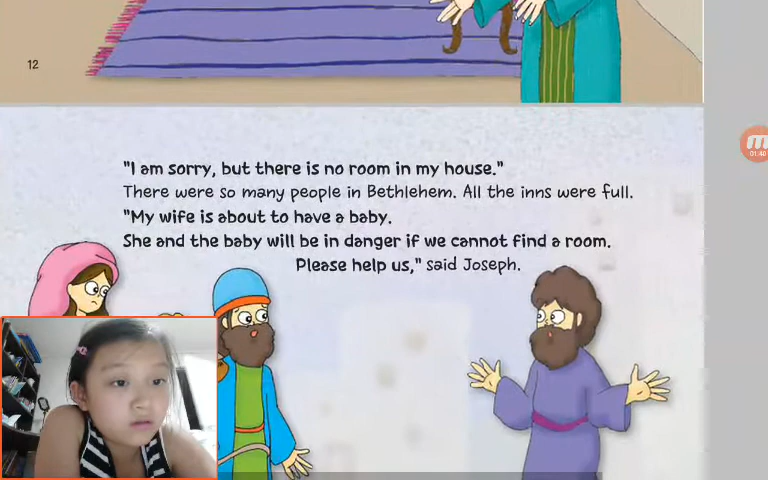 12
"I am sorry, but there is no room in my house."
There were so many people in Bethlehem. All the inns were full.
"My wife is about to have a baby.
She and the baby will be in danger if we cannot find a room.
Please help us," said Joseph.
01:40